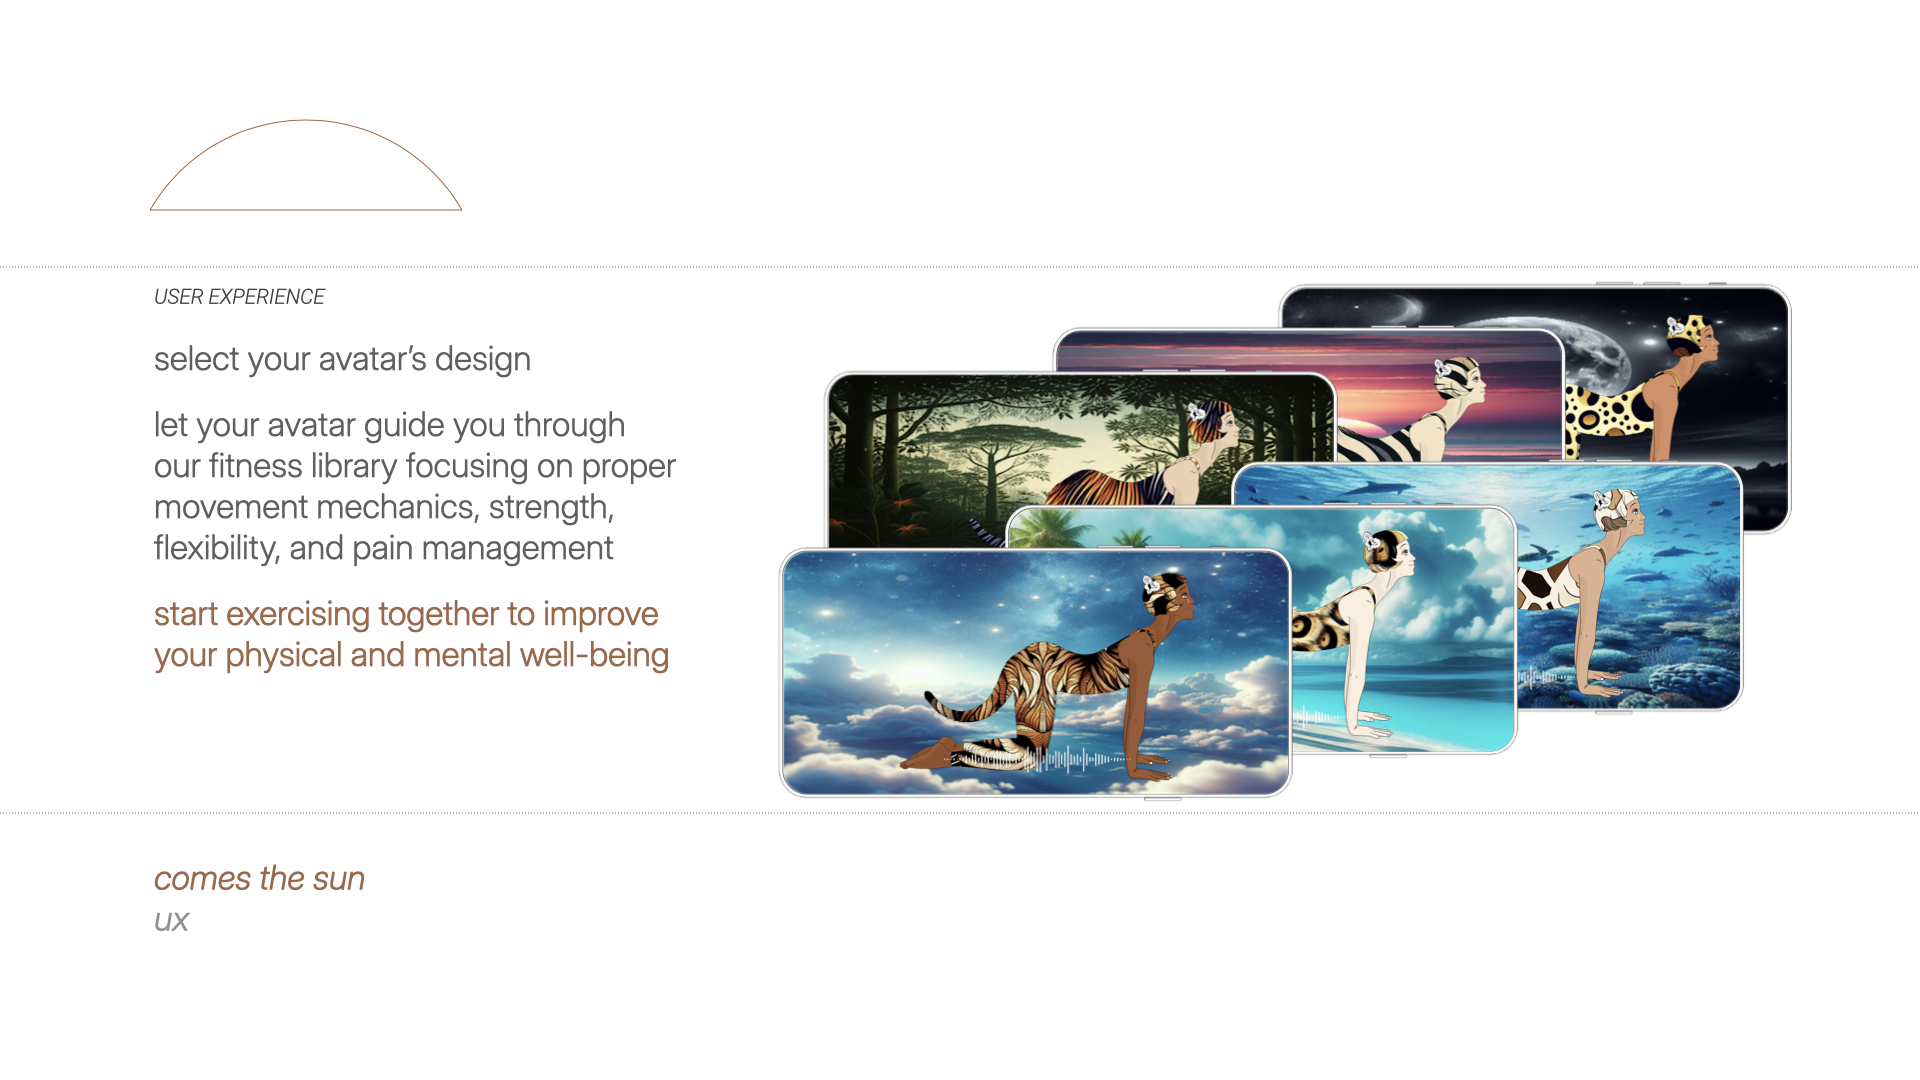 USER EXPERIENCE
select your avatar’s design
let your avatar guide you through
our fitness library focusing on proper
movement mechanics, strength,
flexibility, and pain management
start exercising together to improve
your physical and mental well-being
comes the sun
ux